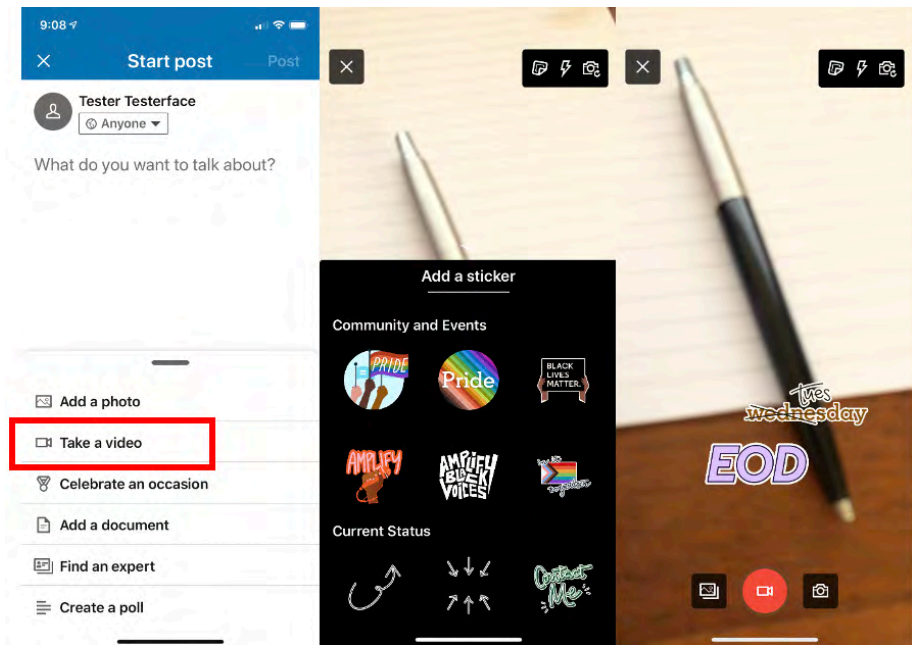 9:08
Start post
Post
Tester Testerface
Anyone
What do you want to talk about?
Add a photo
Take a video
Celebrate an occasion
Add a document
Find an expert
Create a poll
Add a sticker
Community and Events
PRIDE
Pride
BLACK
LIVES
MATTER.
AMPLIFY
AMPLIFY
BLACK
VOICES
together
Current Status
Contact
Me
tues
wednesday
EOD